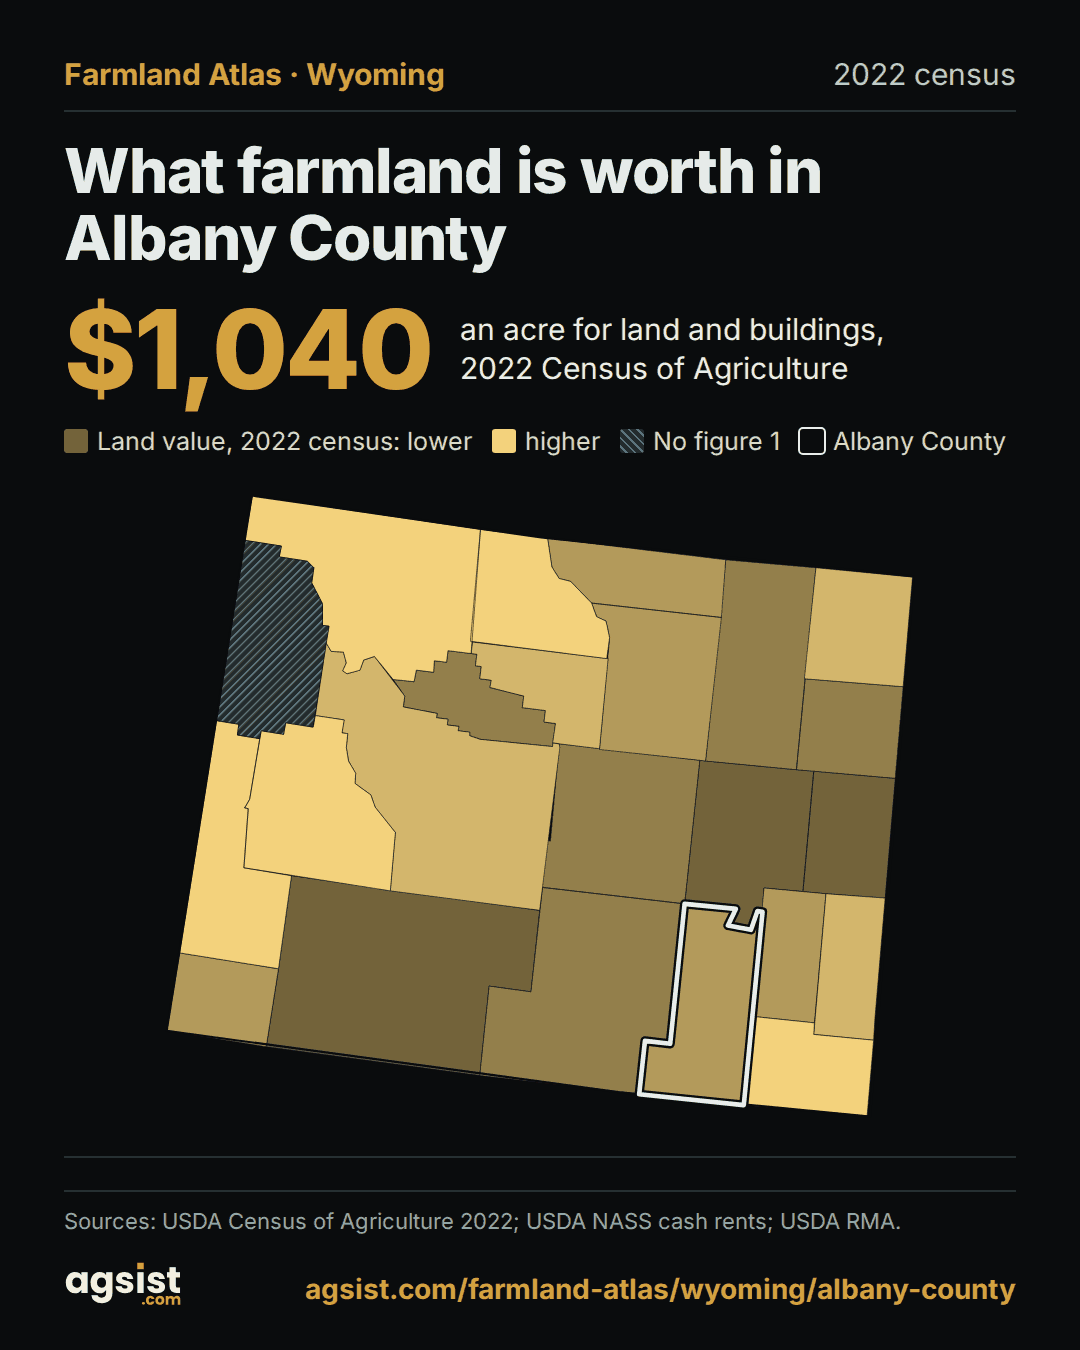 Farmland Atlas · Wyoming
2022 census
What farmland is worth in
Albany County
$1,040
an acre for land and buildings,
2022 Census of Agriculture
Land value, 2022 census: lower
higher
No figure 1
Albany County
Sources: USDA Census of Agriculture 2022; USDA NASS cash rents; USDA RMA.
agsist
.com
agsist.com/farmland-atlas/wyoming/albany-county